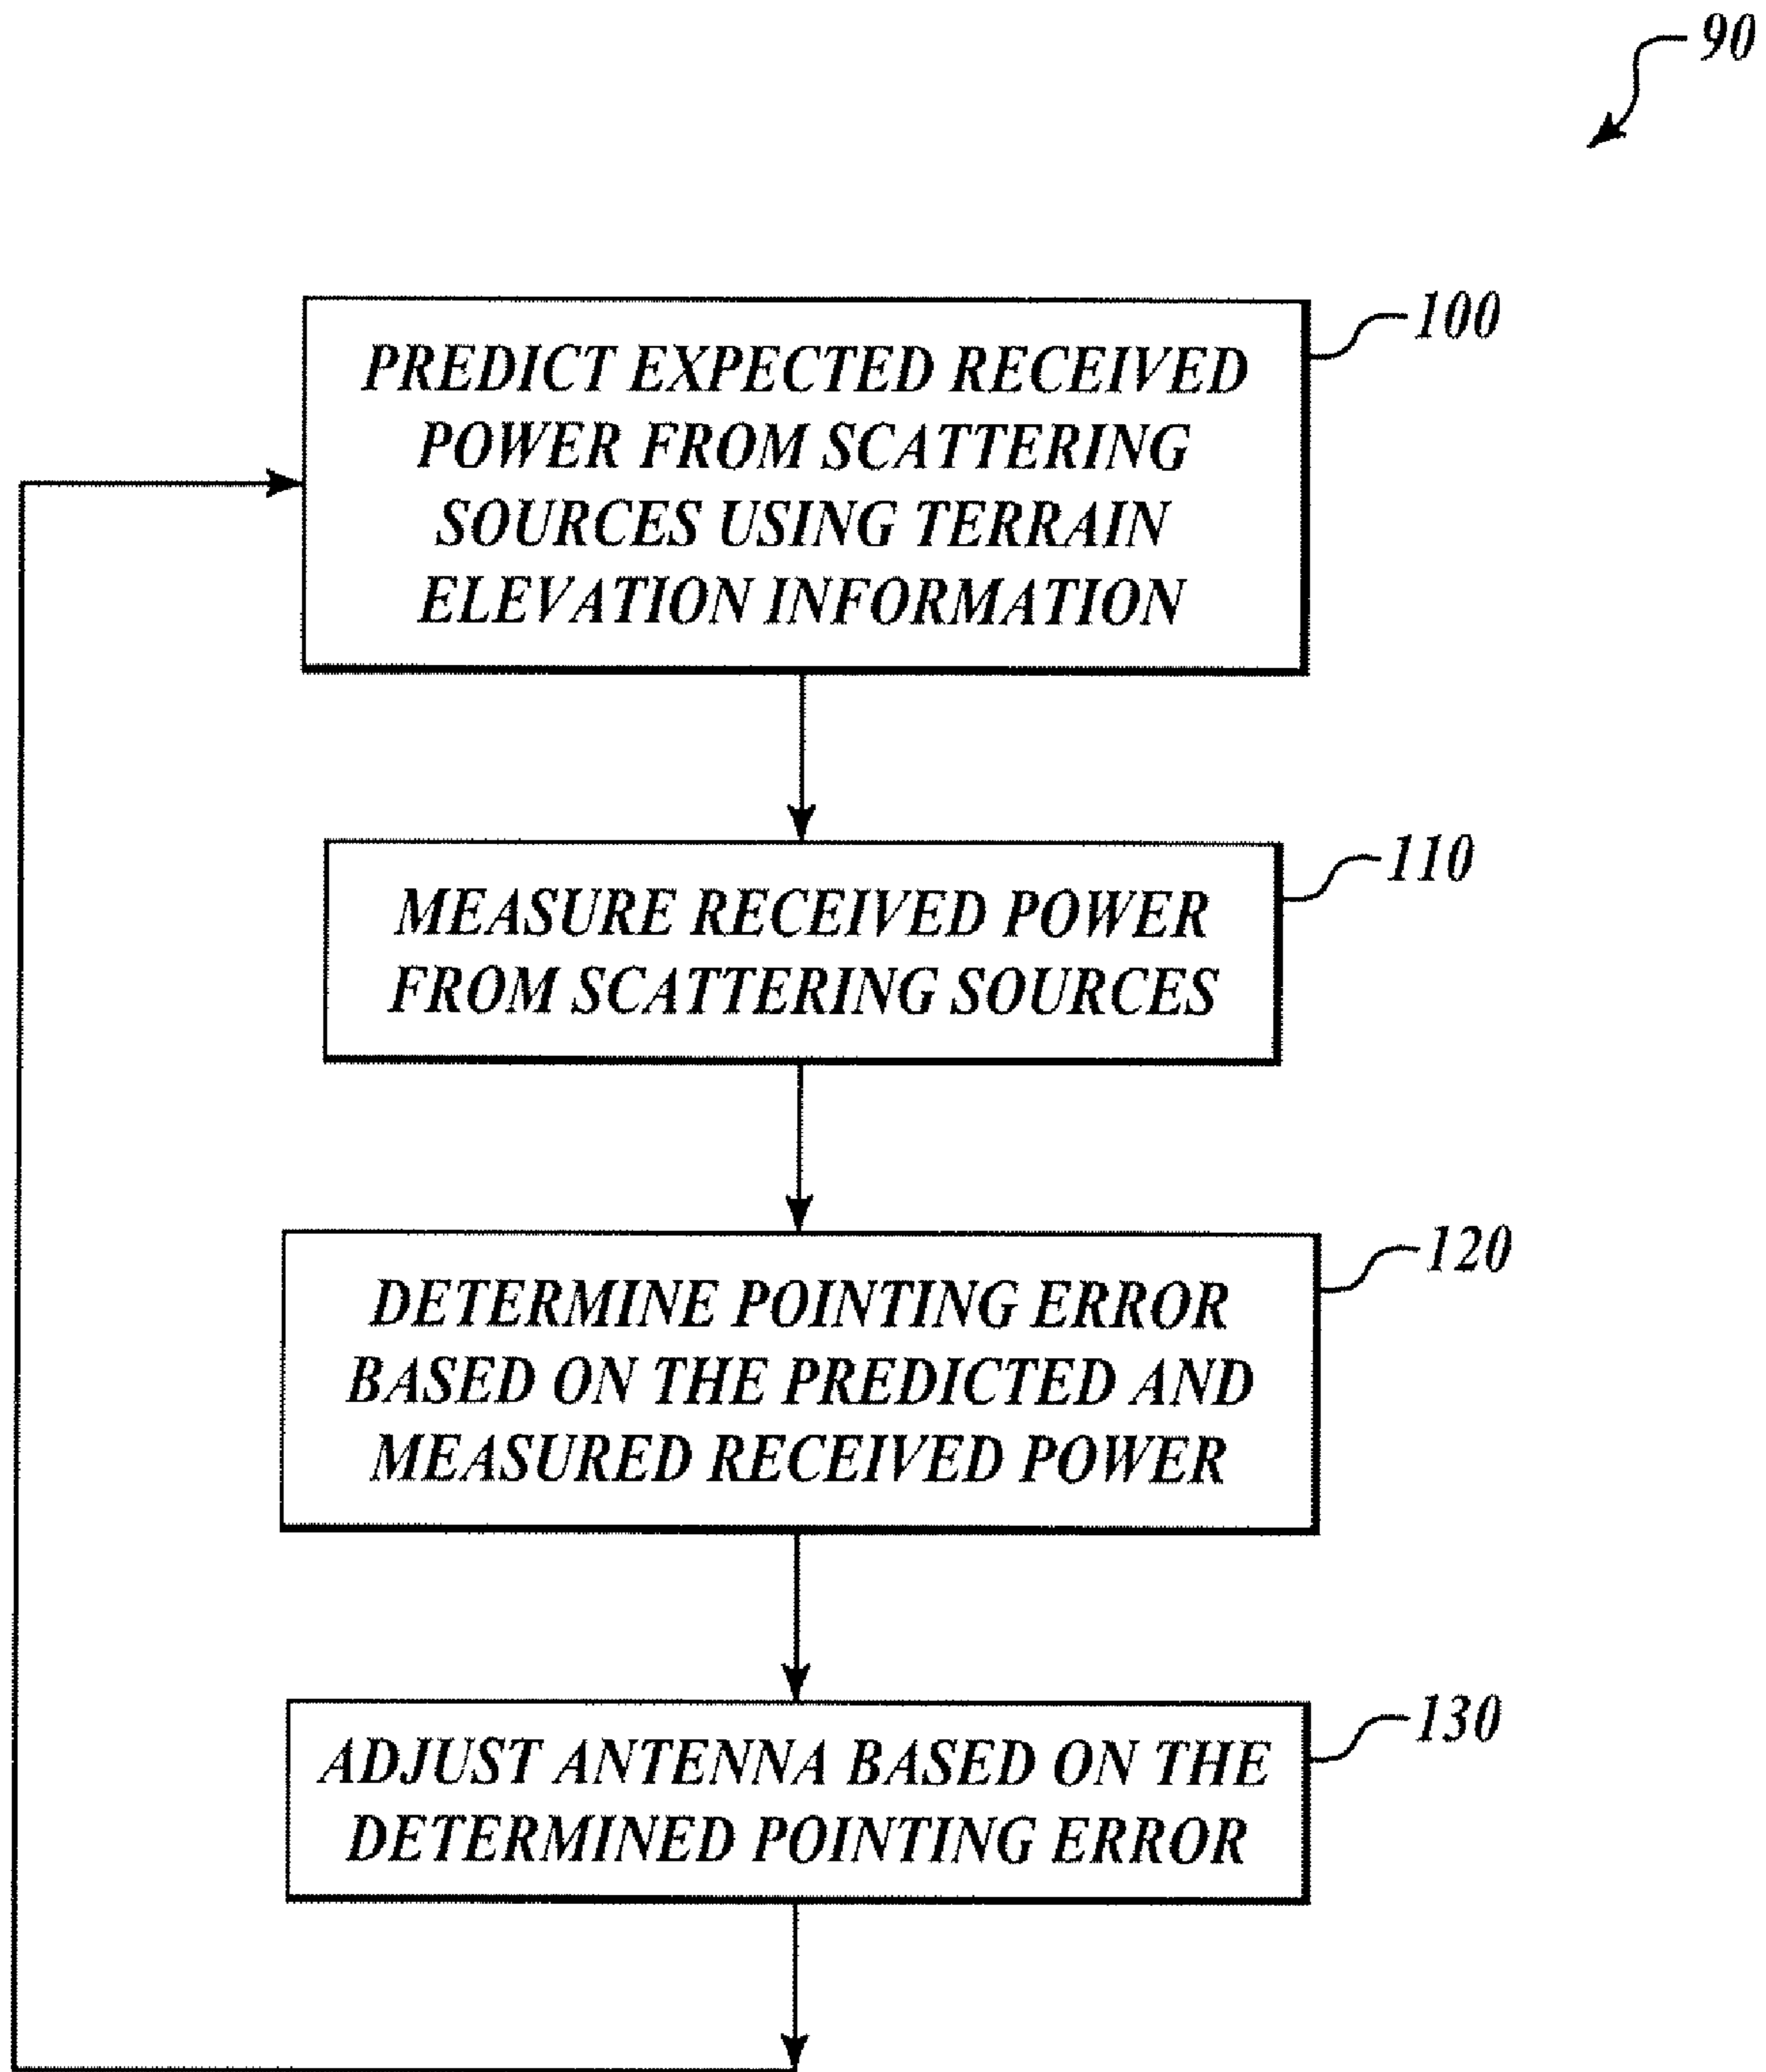 90
100
PREDICT EXPECTED RECEIVED
POWER FROM SCATTERING
SOURCES USING TERRAIN
ELEVATION INFORMATION
110
MEASURE RECEIVED POWER
FROM SCATTERING SOURCES
120
DETERMINE POINTING ERROR
BASED ON THE PREDICTED AND
MEASURED RECEIVED POWER
130
ADJUST ANTENNA BASED ON THE
DETERMINED POINTING ERROR